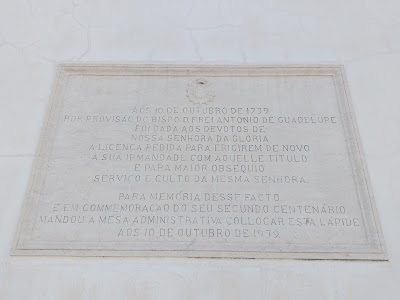 AOS 10 DE OUTUBRO DE 1739
POR PROVISÃO DO BISPO D. FREI ANTONIO DE GUADELUPE
FOI DADA AOS DEVOTOS DE
NOSSA SENHORA DA GLORIA
A LICENÇA PEDIDA PARA ERIGIREM DE NOVO
A SUA IRMANDADE COM AQUELLE TITULO
E PARA MAIOR OBSEQUIO
SERVIÇO E CULTO DA MESMA SENHORA.
PARA MEMORIA DESSE FACTO
E EM COMMEMORAÇÃO DO SEU SEGUNDO CENTENARIO
MANDOU A MESA ADMINISTRATIVA COLLOCAR ESTA LAPIDE
AOS 10 DE OUTUBRO DE 1939.